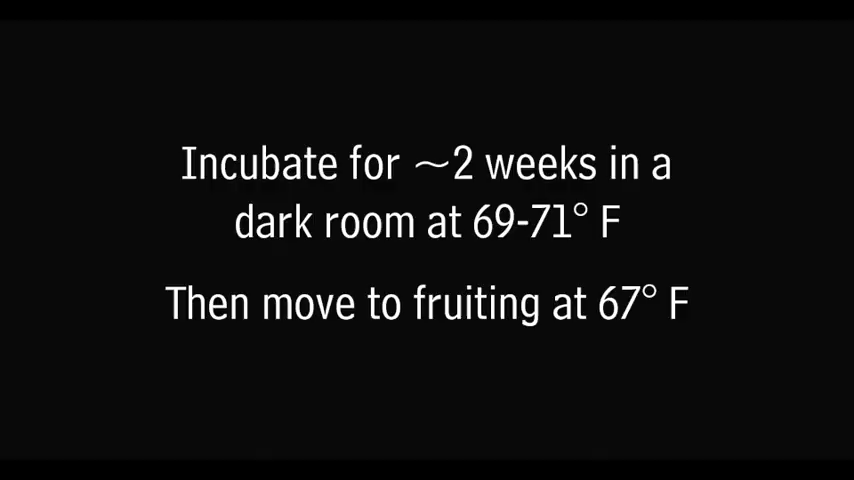 Incubate for ~2 weeks in a
dark room at 69-71° F
Then move to fruiting at 67° F